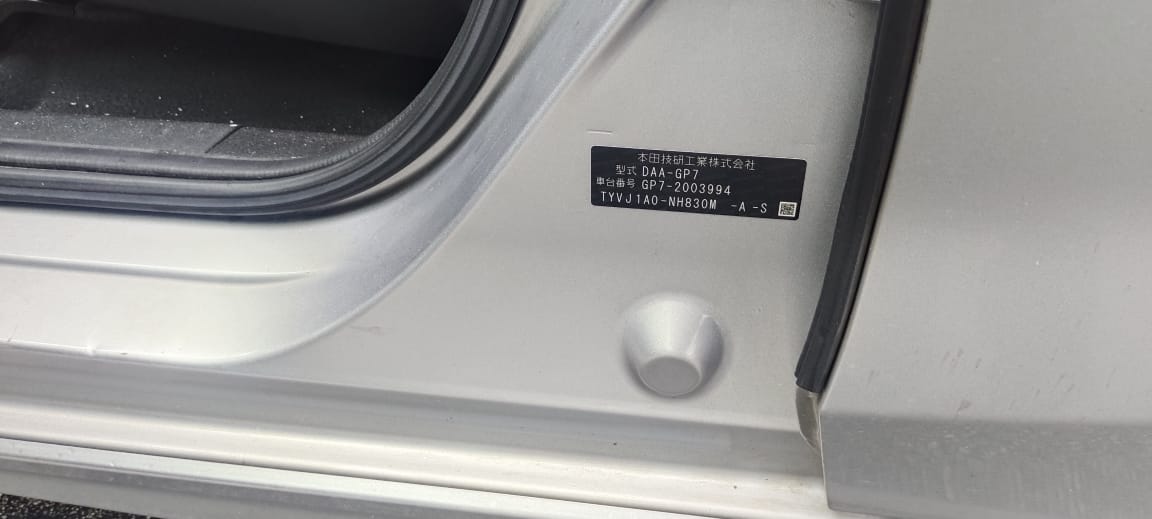 本田技研工業株式会社
型式 DAA-GP7
車台番号 GP7-2003994
TYVJ1A0-NH830M -A -S